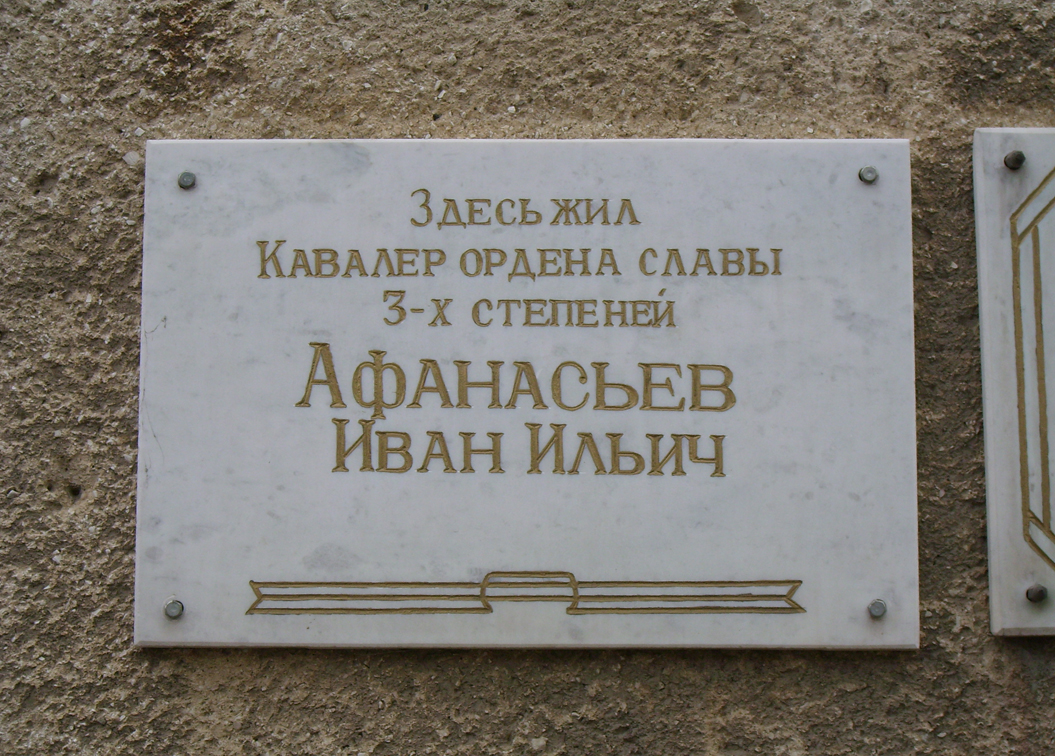 Здесь жил
Кавалер ордена славы
3-х степеней
Афанасьев
Иван Ильич